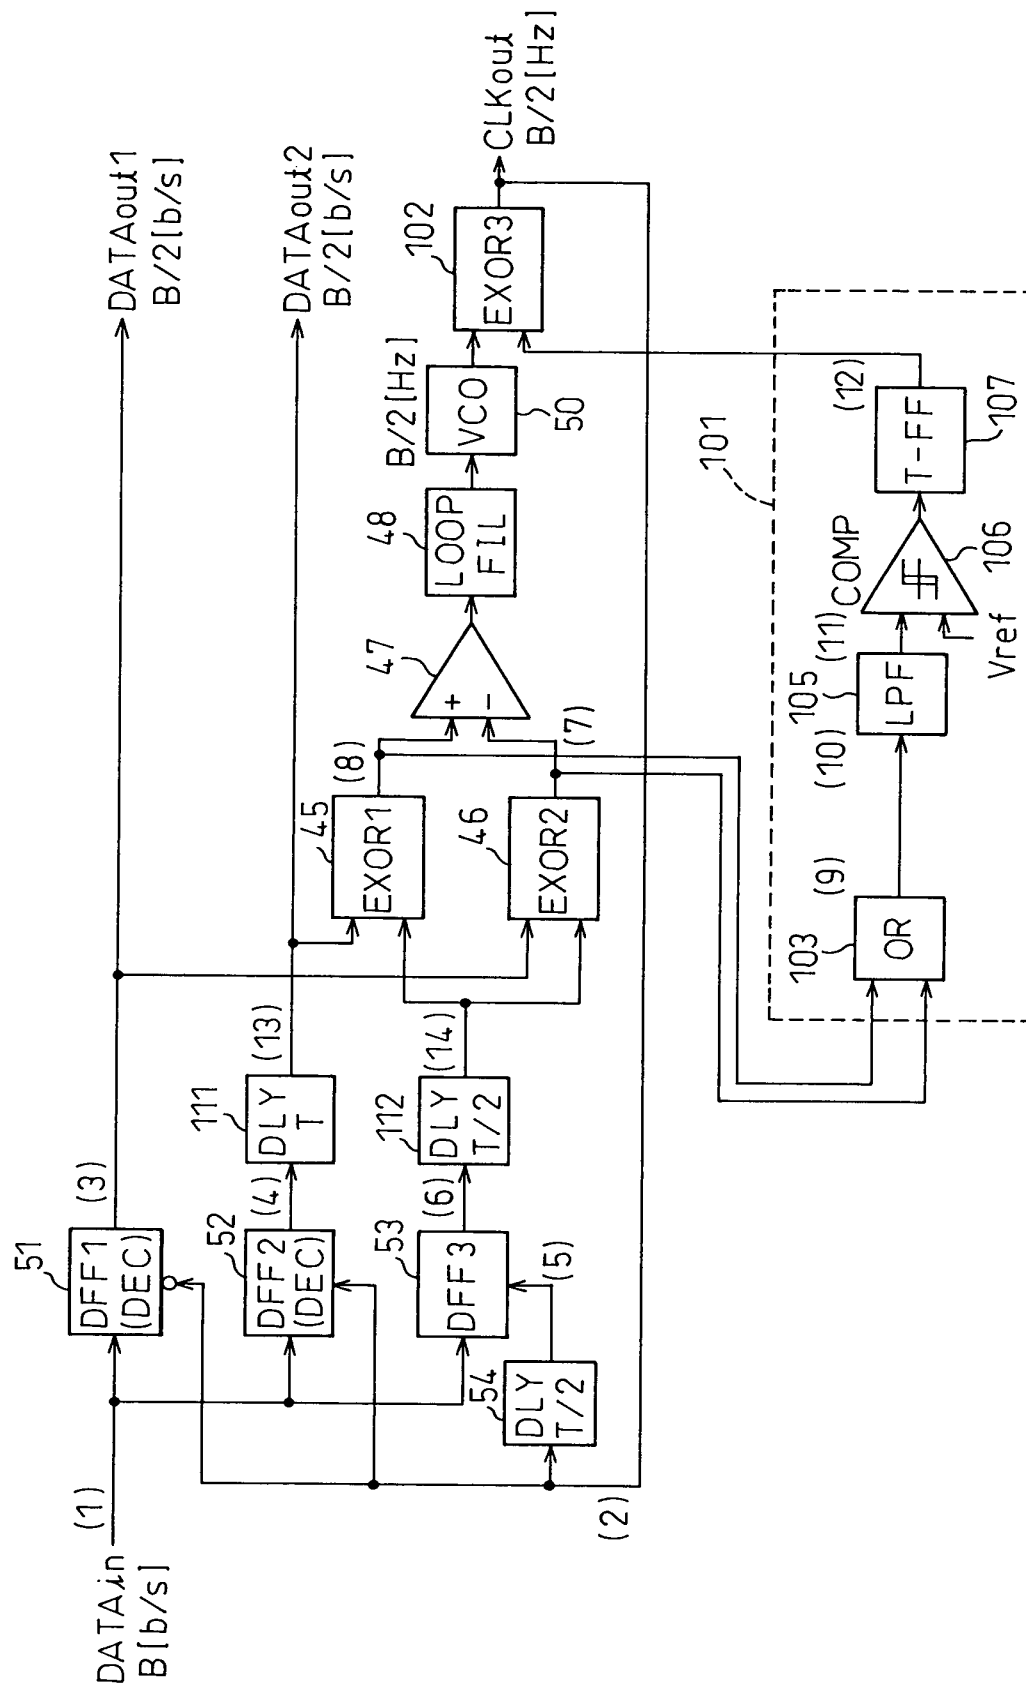 DATAin
B[b/s]
(1)
51
DFF1
(DEC)
(3)
DATAout1
B/2[b/s]
52
DFF2
(DEC)
(4)
111
DLY
T
(13)
DATAout2
B/2[b/s]
53
DFF3
(6)
112
DLY
T/2
(14)
54
DLY
T/2
(5)
(2)
45
EXOR1
(8)
46
EXOR2
(7)
47
+
-
48
LOOP
FIL
B/2[Hz]
VCO
50
102
EXOR3
CLKout
B/2[Hz]
101
103
OR
(9)
(10)
105
LPF
(11)
COMP
Vref
106
T-FF
107
(12)